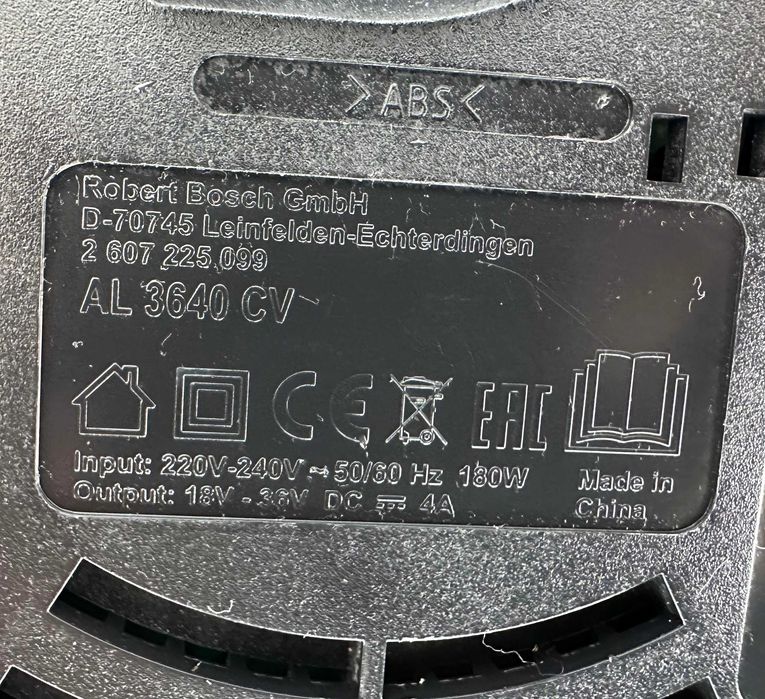 >ABS<
Robert Bosch GmbH
D-70745 Leinfelden-Echterdingen
2 607 225 099
AL 3640 CV
CE EAC
Input: 220V-240V ~ 50/60 Hz 180W
Output: 18V - 36V DC ⎓ 4A
Made in
China